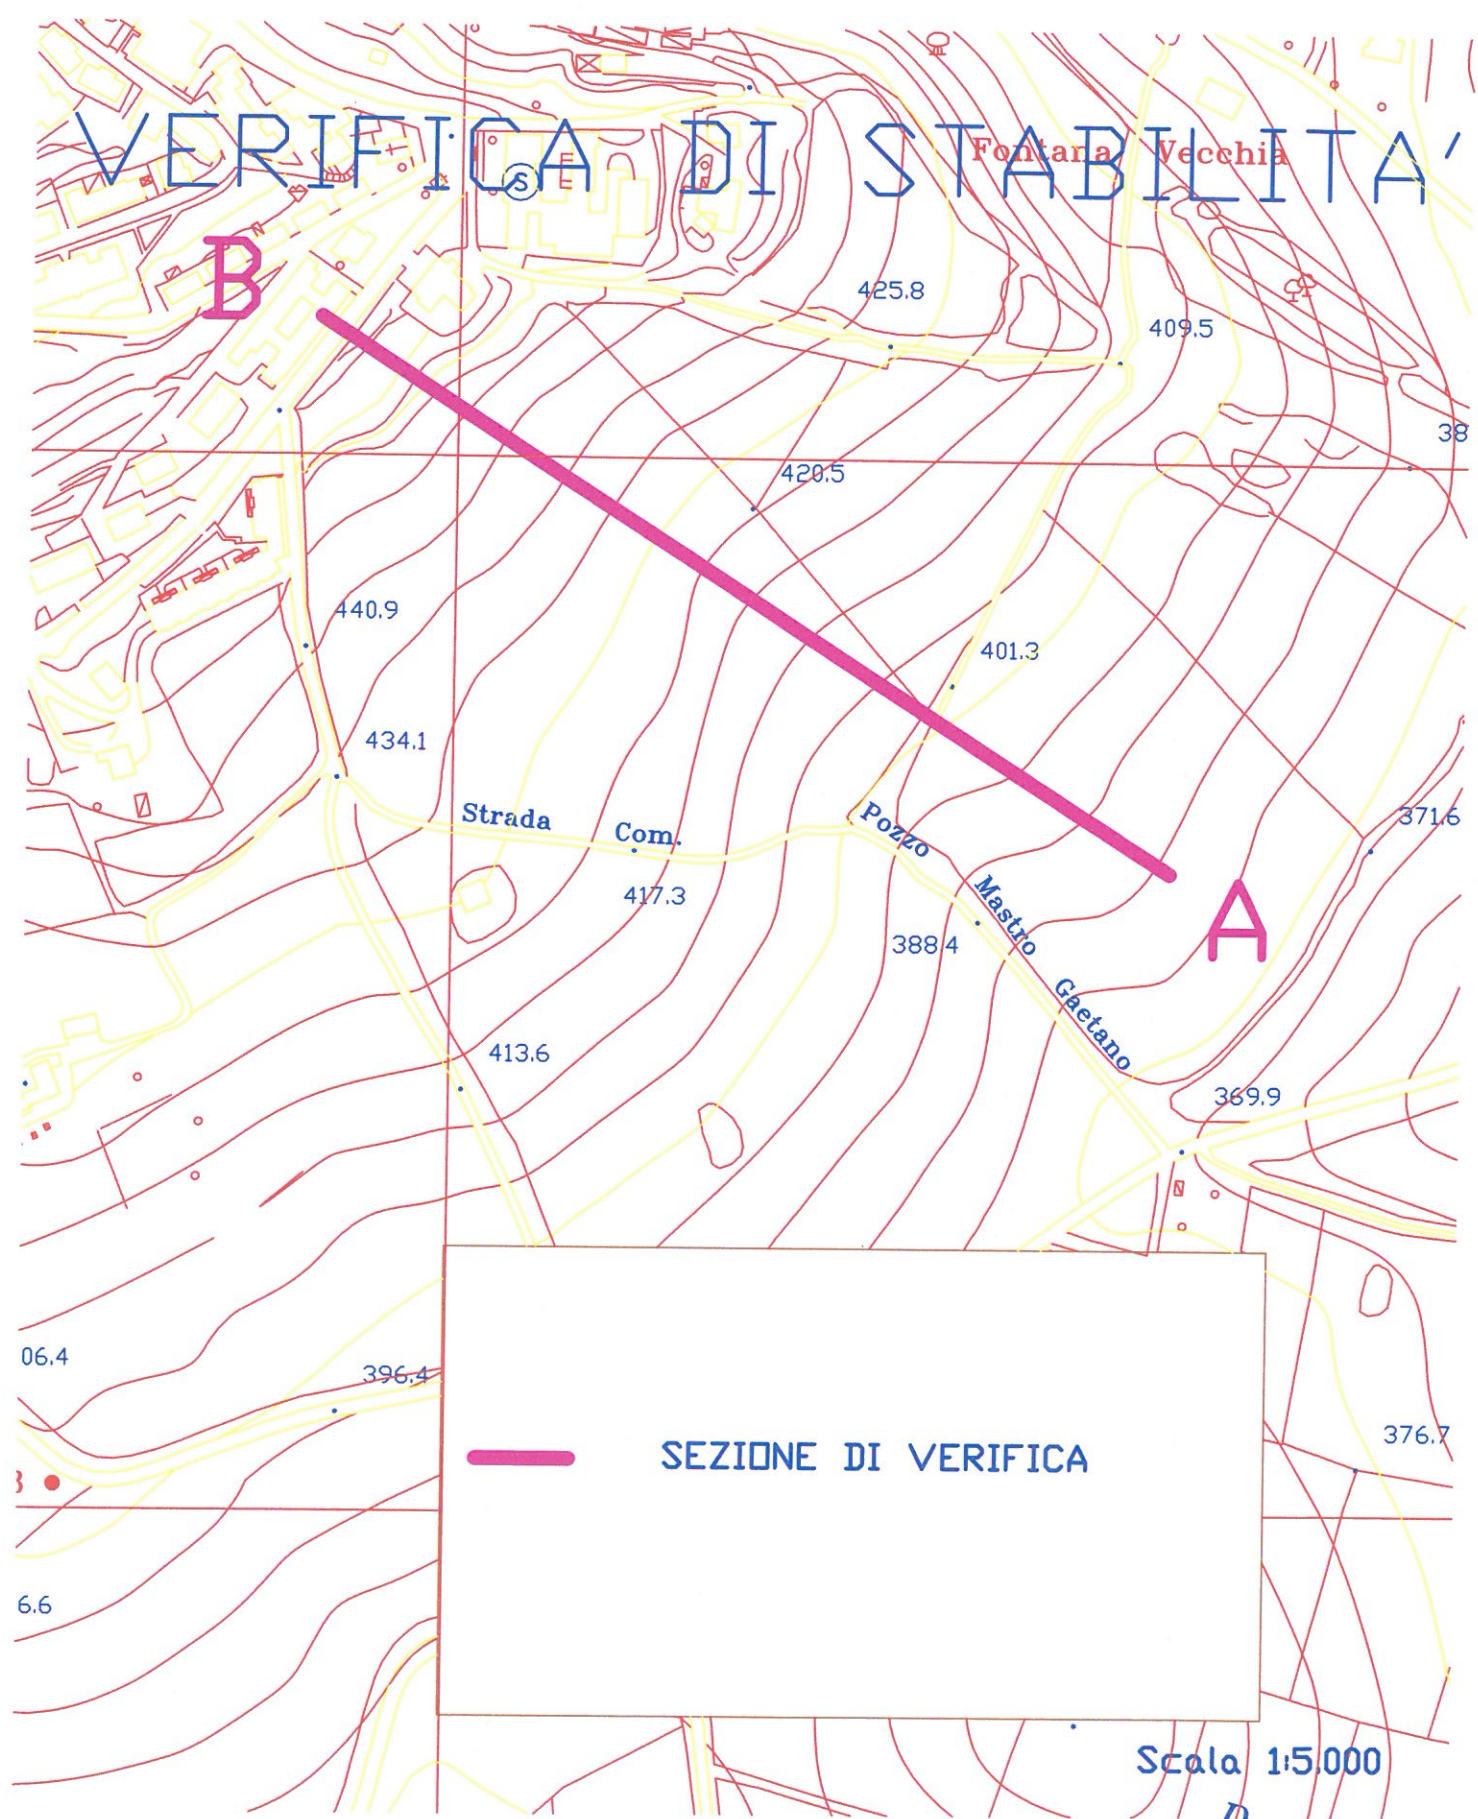 VERIFICA DI STABILITA'
Fontana Vecchia
S
B
425.8
409.5
38
420.5
440.9
401.3
434.1
Strada Com. Pozzo Mastro Gaetano
371.6
417.3
388.4
A
413.6
369.9
06.4
396.4
376.7
SEZIONE DI VERIFICA
6.6
Scala 1:5.000